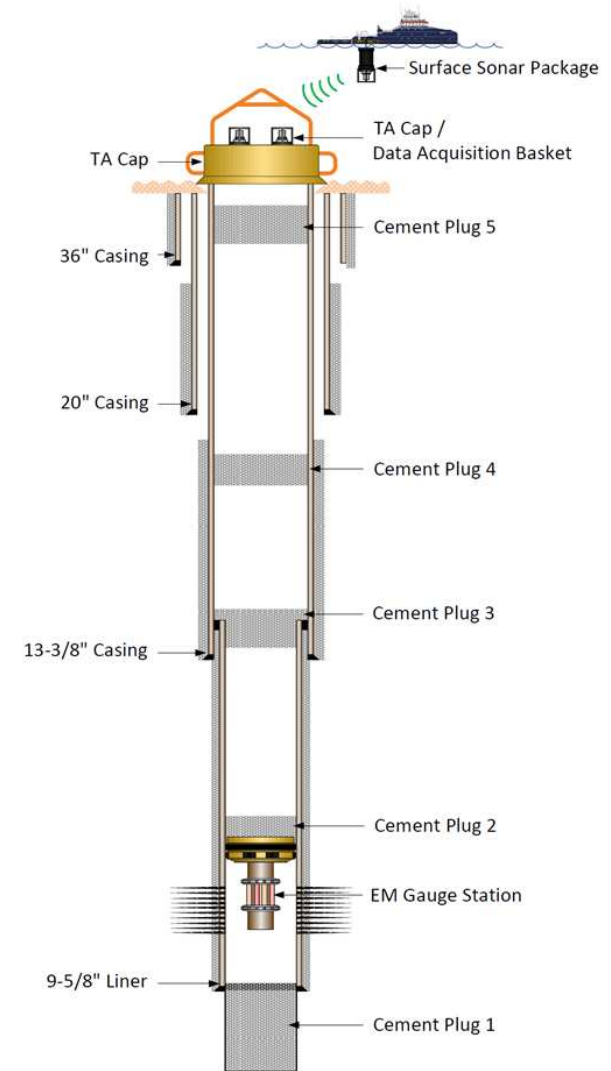 Surface Sonar Package
TA Cap /
Data Acquisition Basket
TA Cap
Cement Plug 5
36" Casing
20" Casing
Cement Plug 4
Cement Plug 3
13-3/8" Casing
Cement Plug 2
EM Gauge Station
9-5/8" Liner
Cement Plug 1